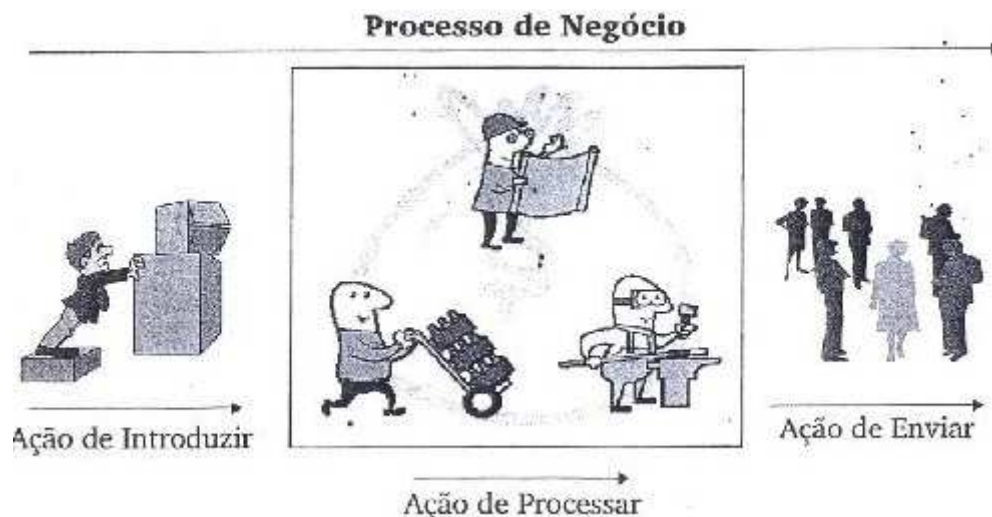 Processo de Negócio
Ação de Introduzir
Ação de Enviar
Ação de Processar